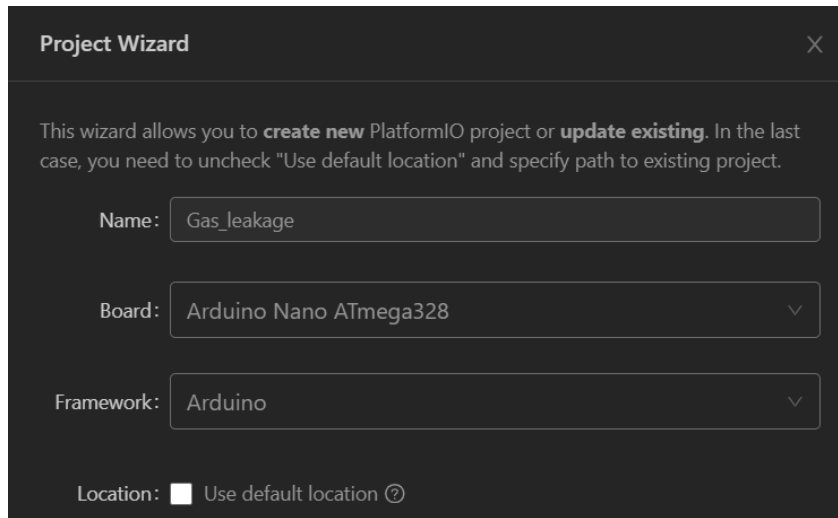 Project Wizard
This wizard allows you to create new PlatformIO project or update existing. In the last
case, you need to uncheck "Use default location" and specify path to existing project.
Name: Gas_leakage
Board: Arduino Nano ATmega328
Framework: Arduino
Location: Use default location